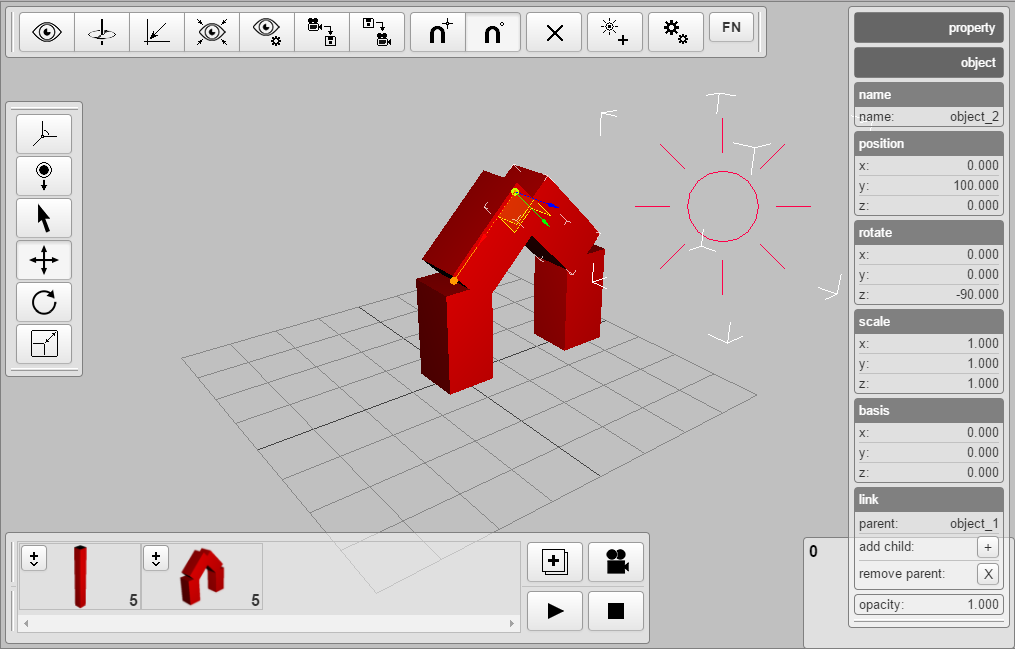 FN
property
object
name
name: object_2
position
x: 0.000
y: 100.000
z: 0.000
rotate
x: 0.000
y: 0.000
z: -90.000
scale
x: 1.000
y: 1.000
z: 1.000
basis
x: 0.000
y: 0.000
z: 0.000
link
parent: object_1
add child: +
remove parent: X
opacity: 1.000
0
5
5